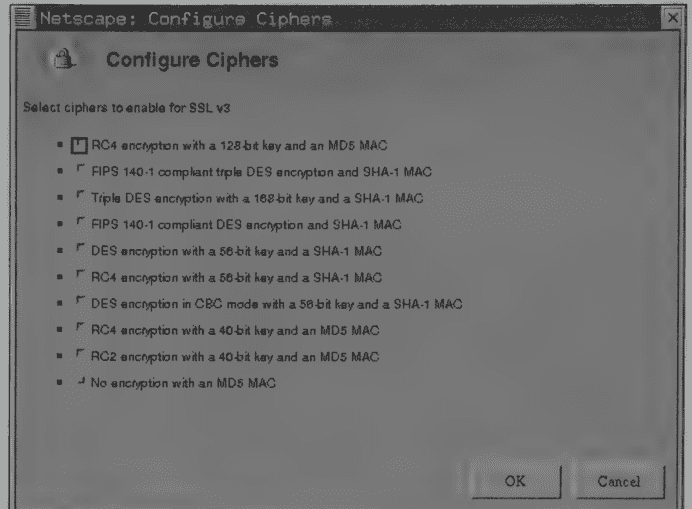 Netscape: Configure Ciphers
Configure Ciphers
Select ciphers to enable for SSL v3
RC4 encryption with a 128-bit key and an MD5 MAC
FIPS 140-1 compliant triple DES encryption and SHA-1 MAC
Triple DES encryption with a 168-bit key and a SHA-1 MAC
FIPS 140-1 compliant DES encryption and SHA-1 MAC
DES encryption with a 56-bit key and a SHA-1 MAC
RC4 encryption with a 56-bit key and a SHA-1 MAC
DES encryption in CBC mode with a 56-bit key and a SHA-1 MAC
RC4 encryption with a 40-bit key and an MD5 MAC
RC2 encryption with a 40-bit key and an MD5 MAC
No encryption with an MD5 MAC
OK
Cancel